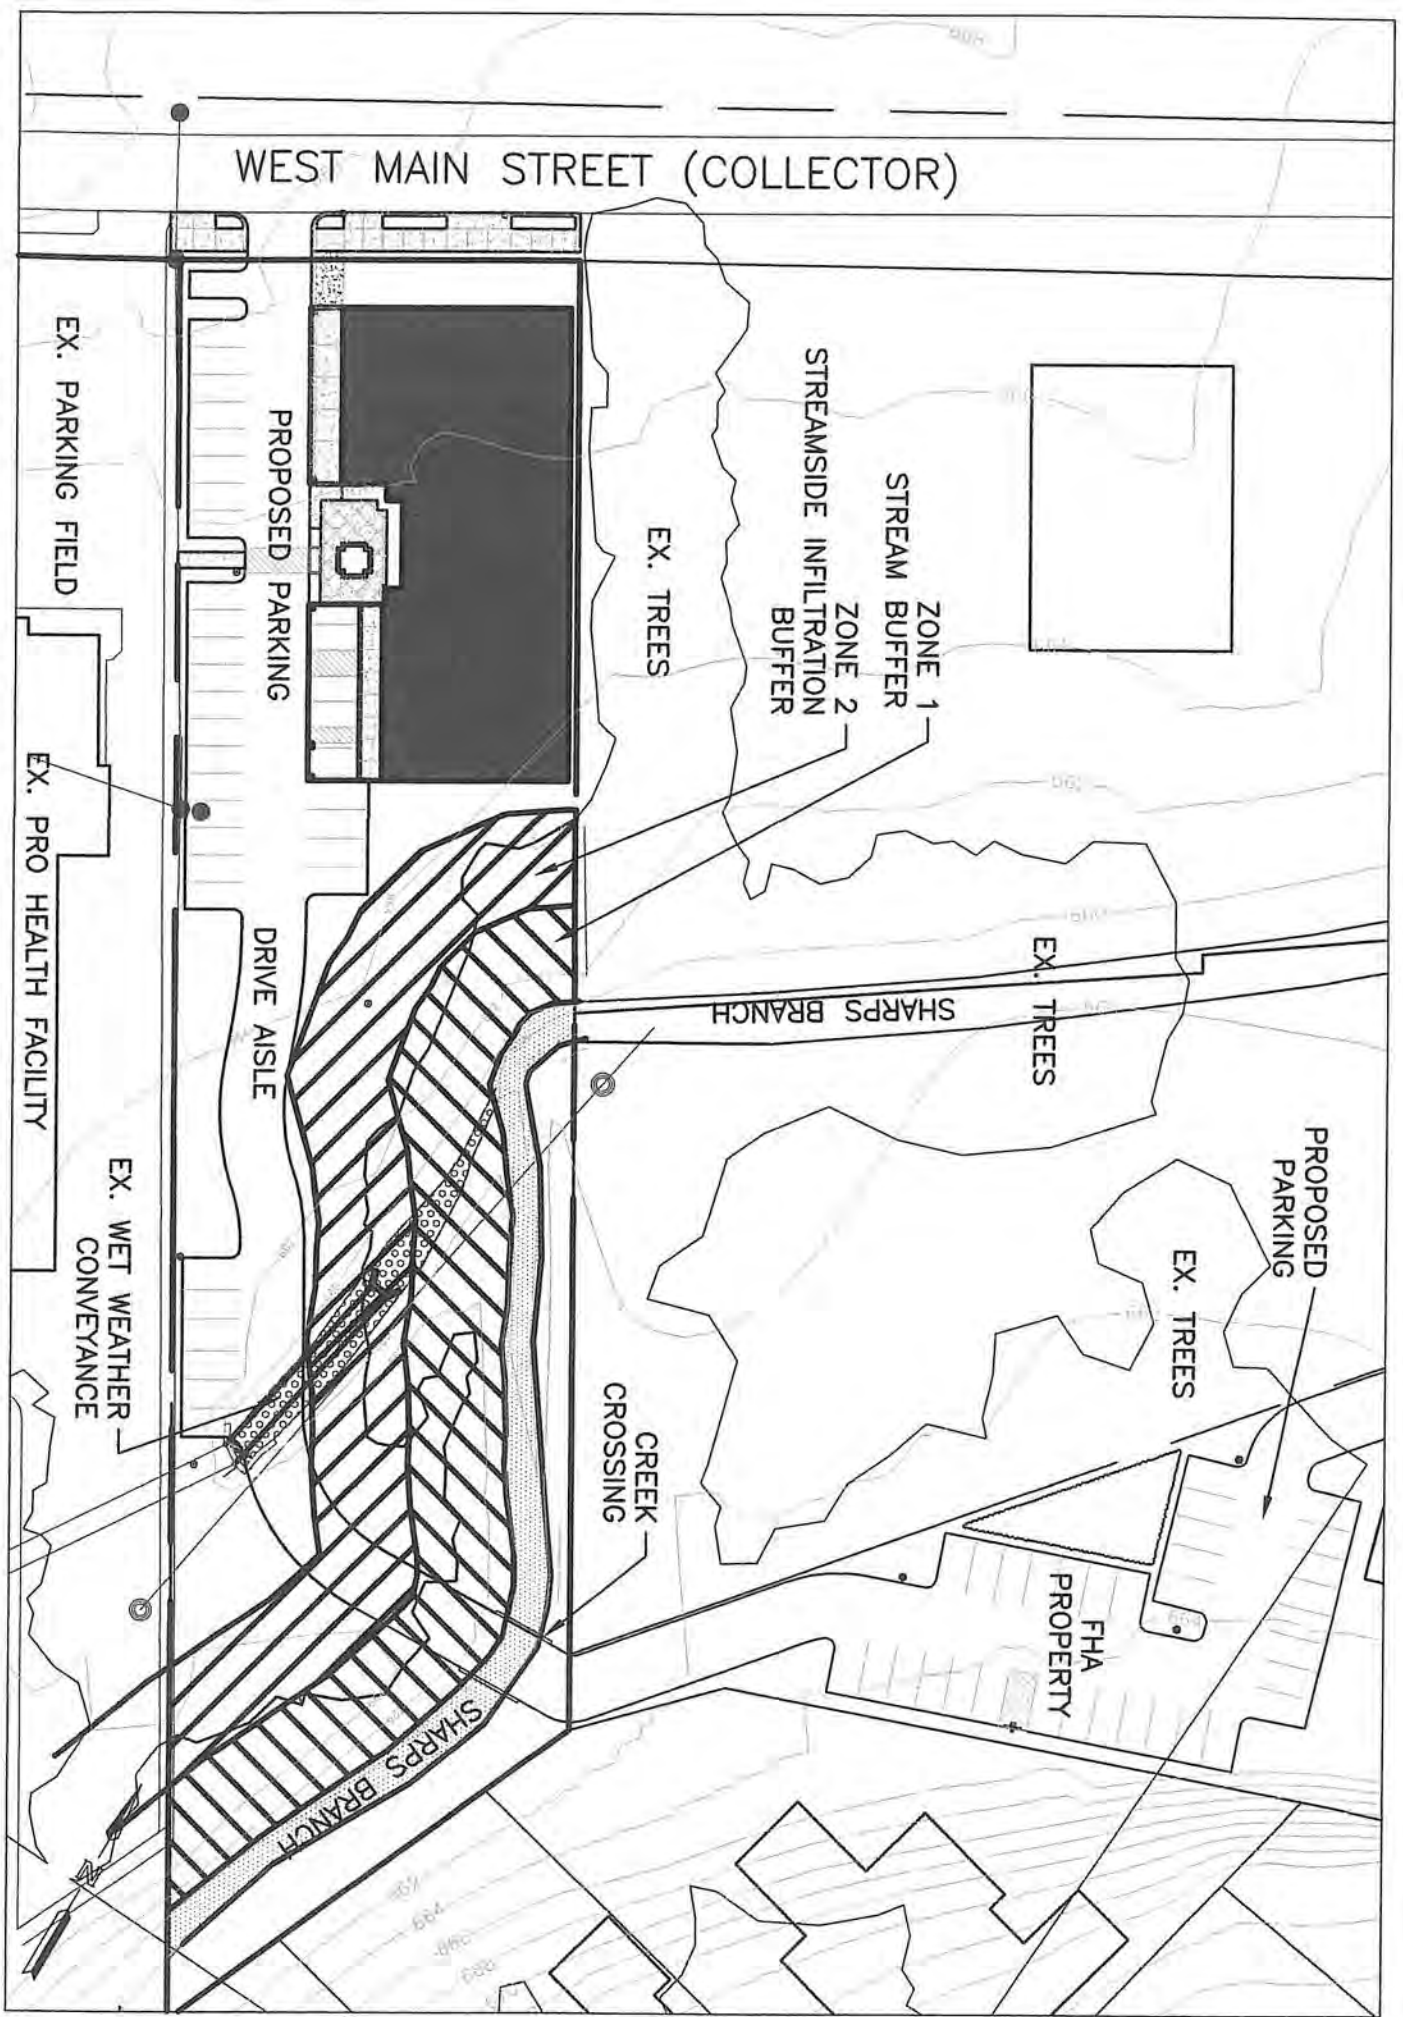 WEST MAIN STREET (COLLECTOR)
EX. PARKING FIELD
PROPOSED PARKING
EX. TREES
STREAMSIDE INFILTRATION
BUFFER
ZONE 2
STREAM BUFFER
ZONE 1
EX. PRO HEALTH FACILITY
DRIVE AISLE
SHARPS BRANCH
EX. TREES
EX. WET WEATHER
CONVEYANCE
CREEK
CROSSING
PROPOSED
PARKING
EX. TREES
FHA
PROPERTY
SHARPS BRANCH
N
664
664